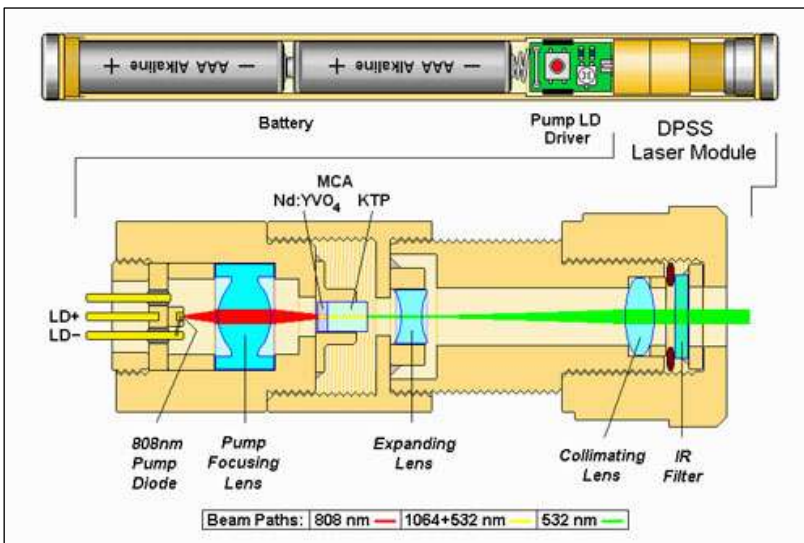 + AAA Alkaline −
+ AAA Alkaline −
Battery
Pump LD
Driver
DPSS
Laser Module
MCA
Nd:YVO₄ KTP
LD+
LD−
808nm
Pump
Diode
Pump
Focusing
Lens
Expanding
Lens
Collimating
Lens
IR
Filter
Beam Paths: 808 nm 1064+532 nm 532 nm